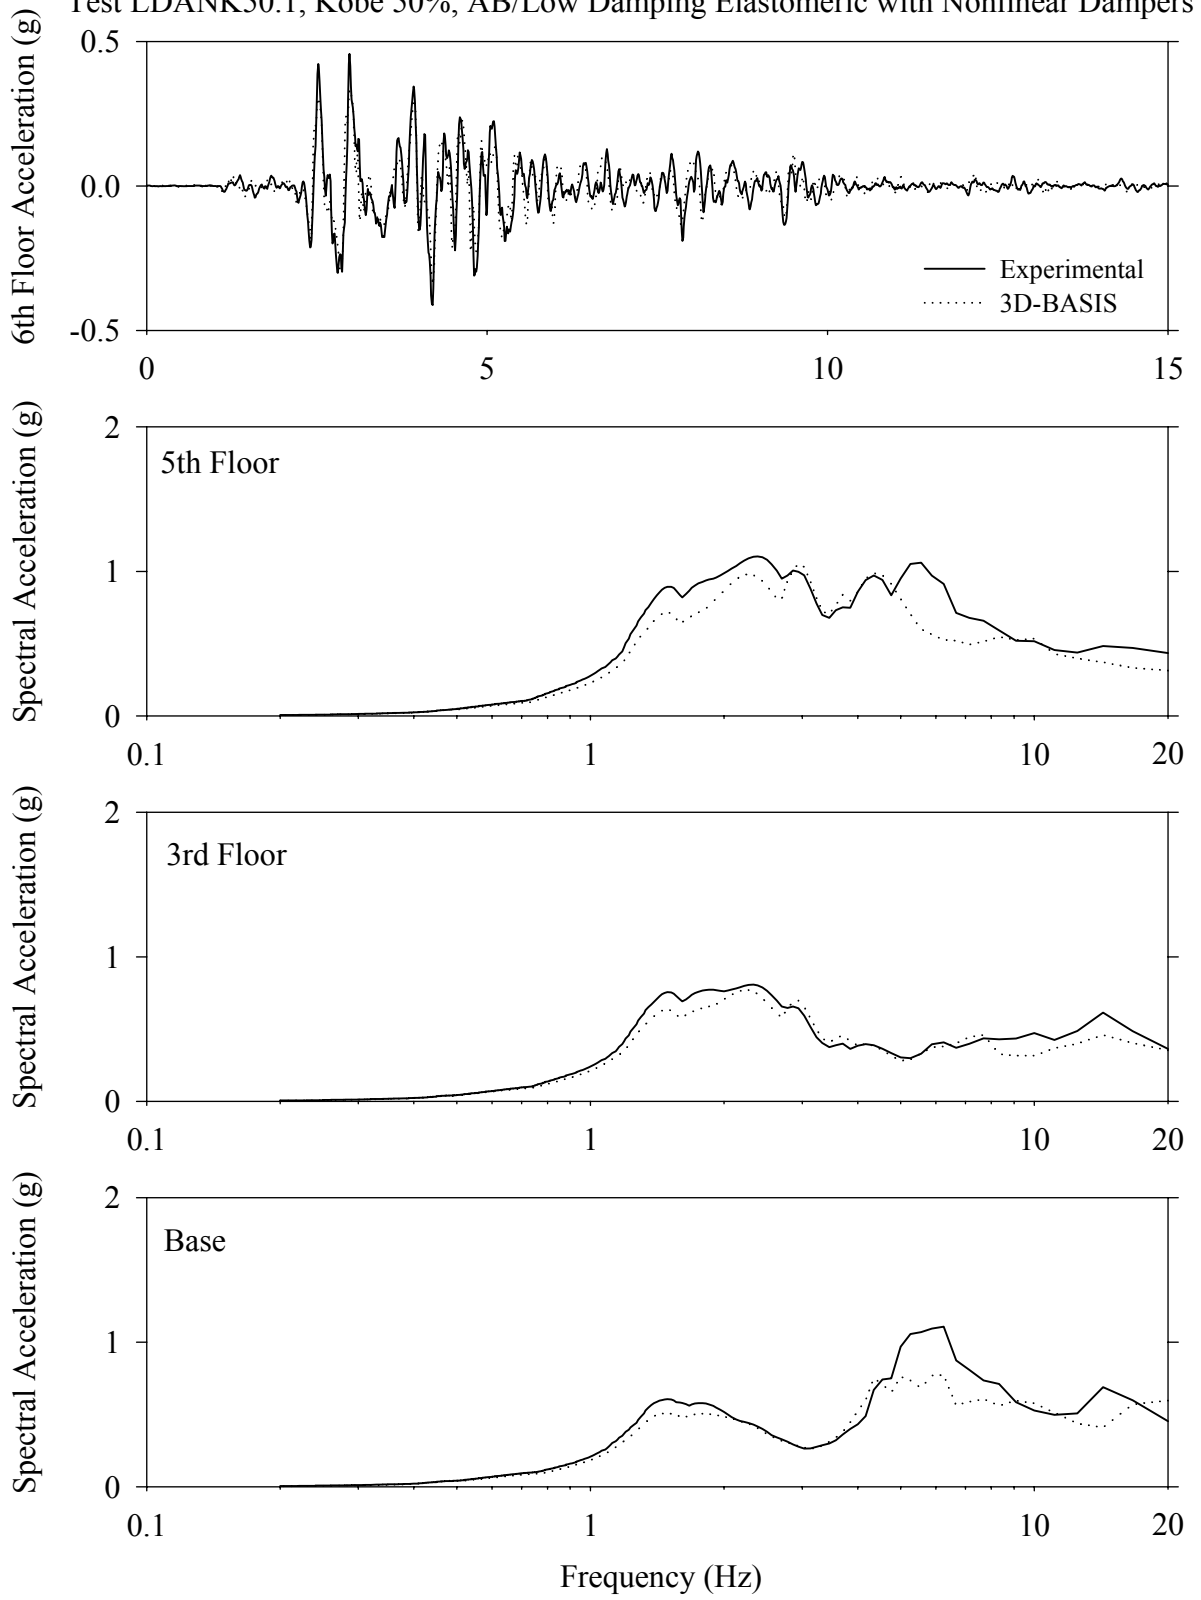 Test LDANK50.1, Kobe 50%, AB/Low Damping Elastomeric with Nonlinear Dampers
6th Floor Acceleration (g)
0.5
0.0
-0.5
Experimental
3D-BASIS
0 5 10 15
Spectral Acceleration (g)
2
1
0
5th Floor
0.1 1 10 20
Spectral Acceleration (g)
2
1
0
3rd Floor
0.1 1 10 20
Spectral Acceleration (g)
2
1
0
Base
0.1 1 10 20
Frequency (Hz)